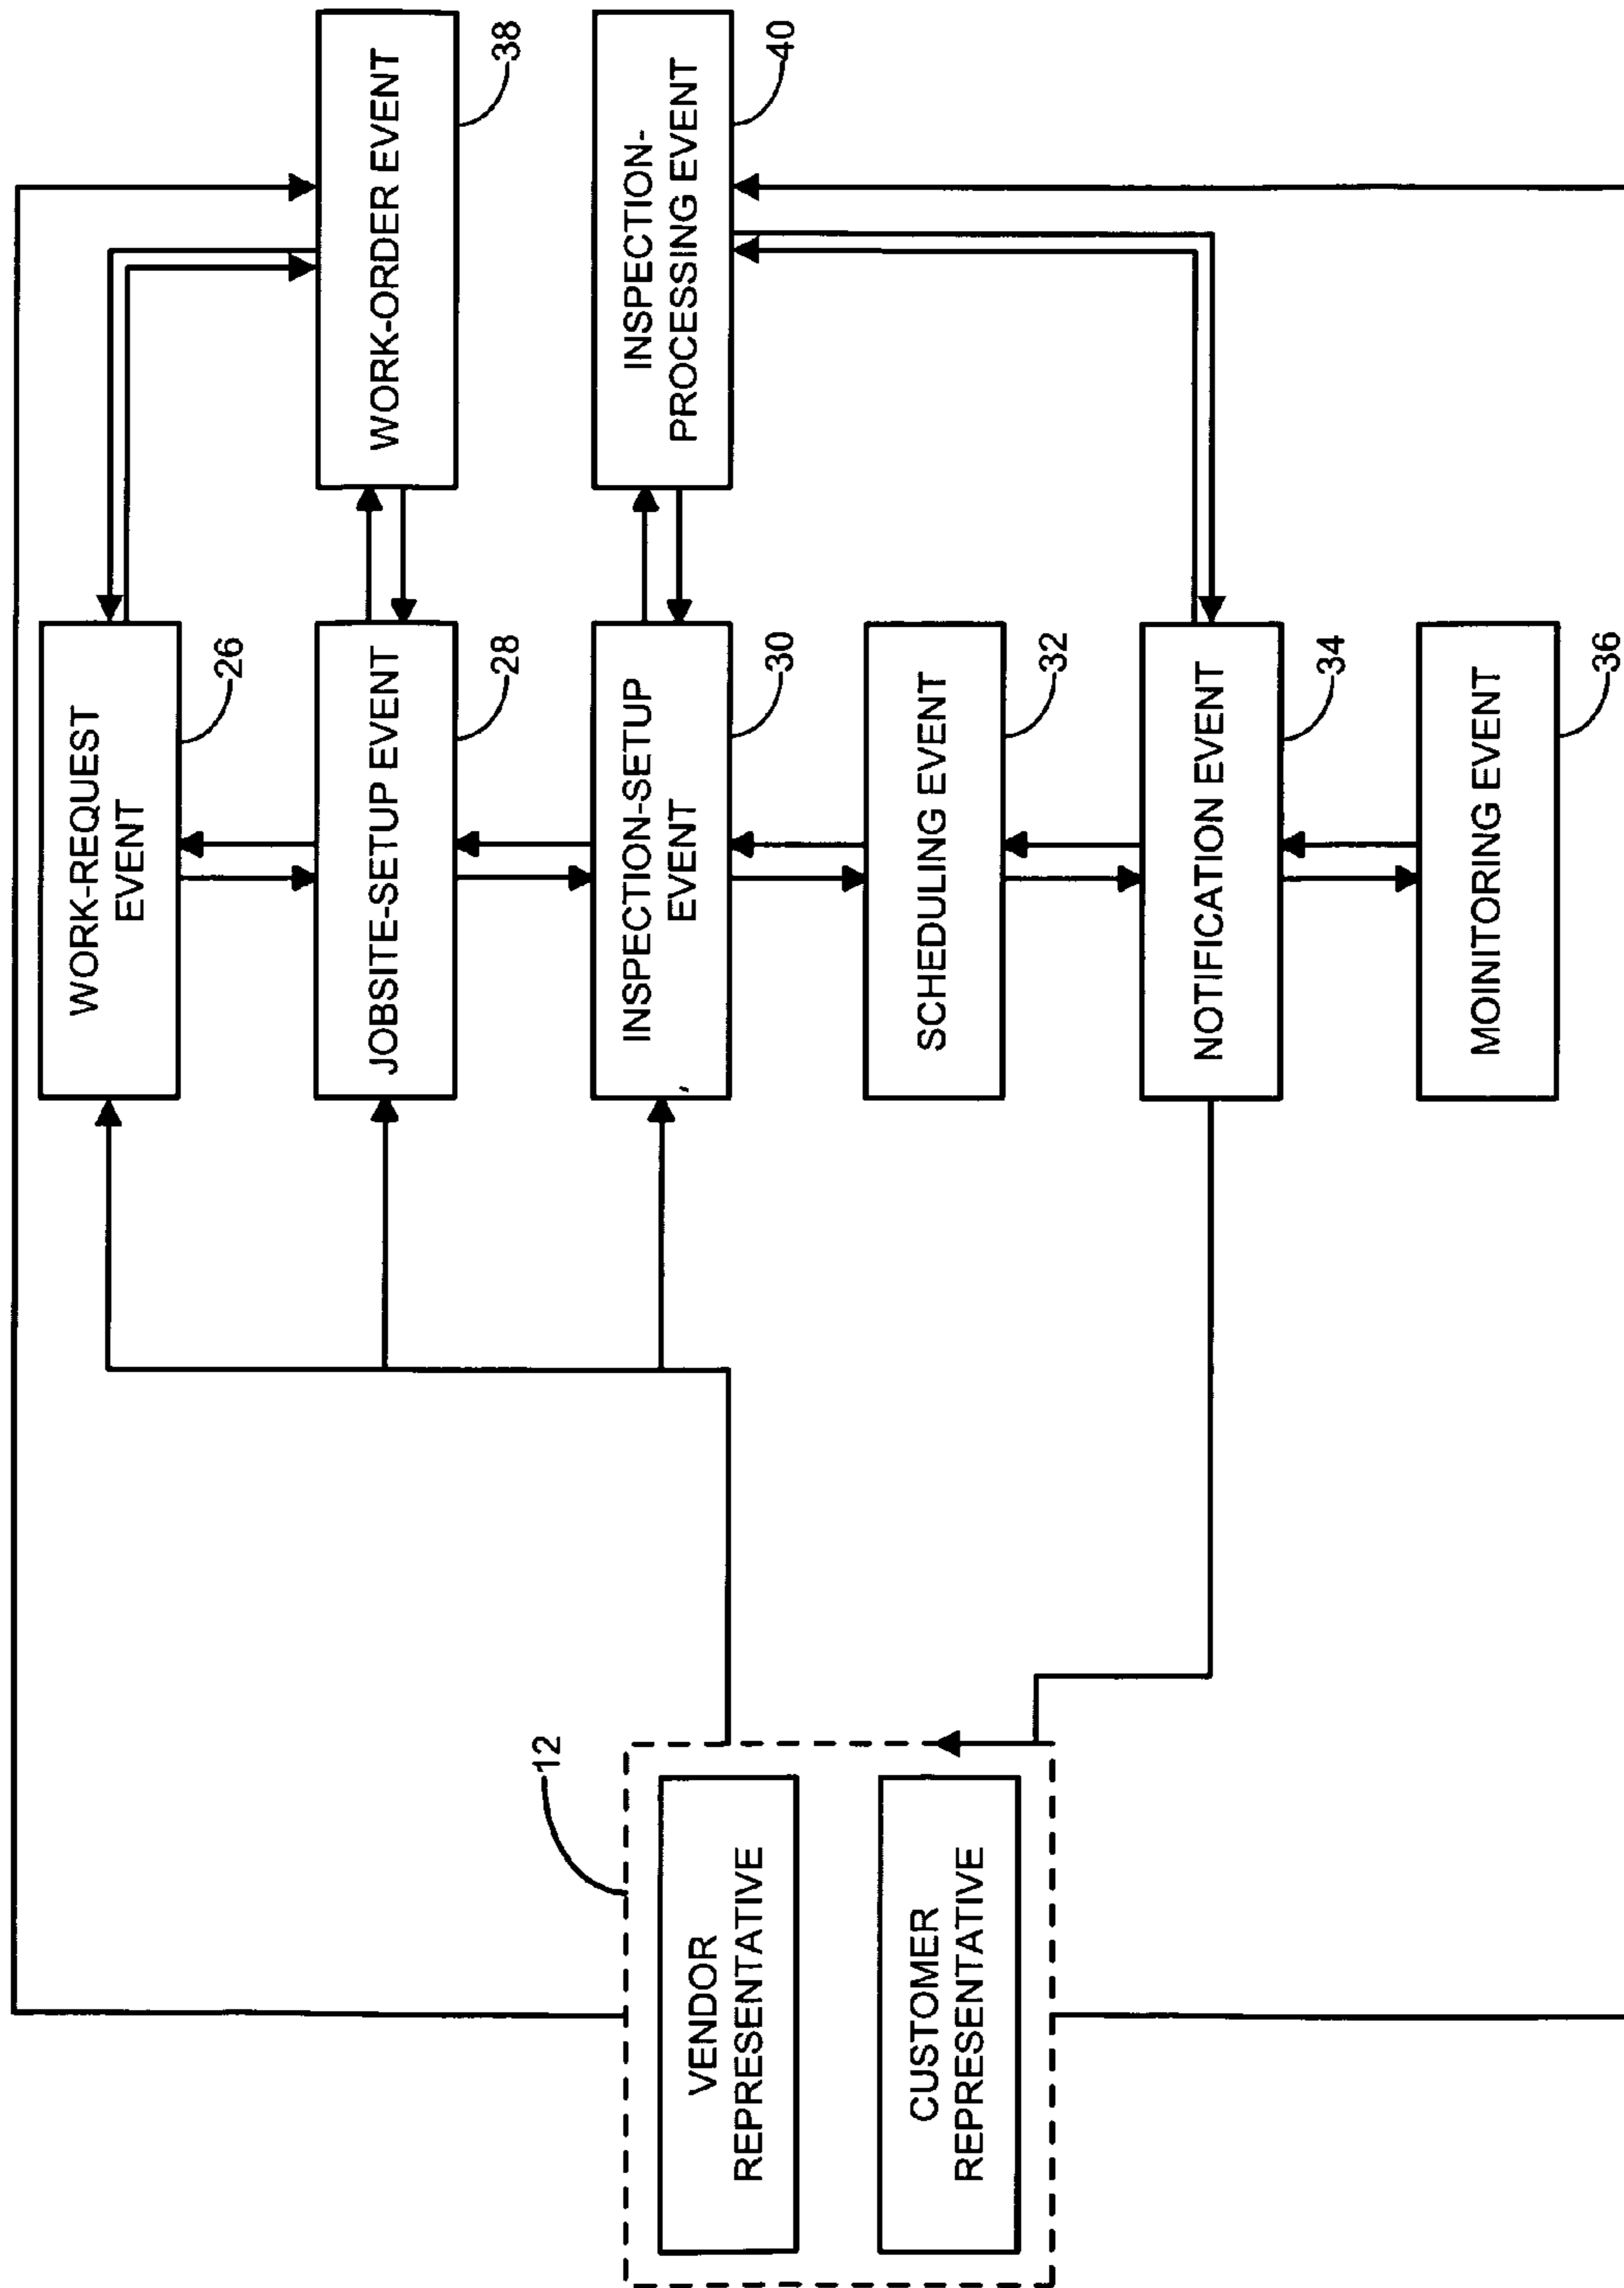 WORK-REQUEST
EVENT
26
JOBSITE-SETUP EVENT
28
INSPECTION-SETUP
EVENT
30
SCHEDULING EVENT
32
NOTIFICATION EVENT
34
MOINITORING EVENT
36
WORK-ORDER EVENT
38
INSPECTION-
PROCESSING EVENT
40
12
VENDOR
REPRESENTATIVE
CUSTOMER
REPRESENTATIVE